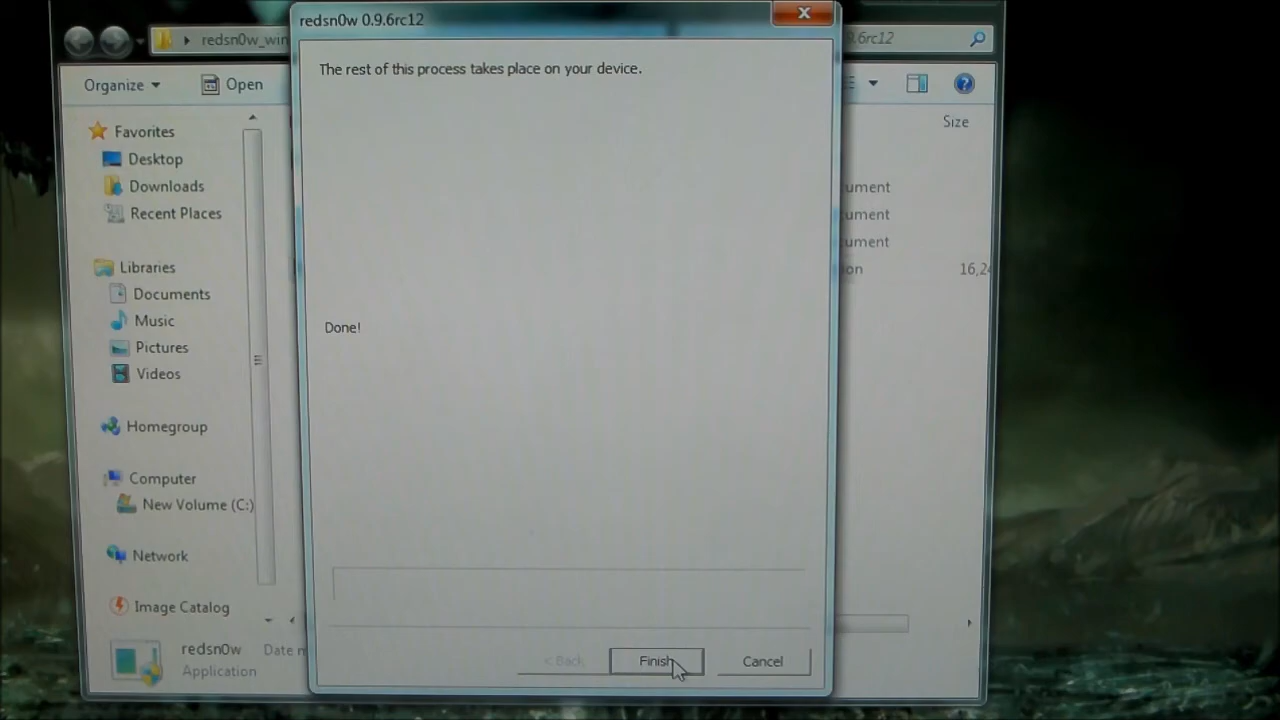 redsn0w 0.9.6rc12
redsn0w_win
.6rc12
Organize
Open
The rest of this process takes place on your device.
Size
Favorites
Desktop
Downloads
Recent Places
Libraries
Documents
Music
Pictures
Videos
Homegroup
Computer
New Volume (C:)
Network
Image Catalog
ument
ument
ument
ion
16,24
Done!
redsn0w
Date m
Application
< Back
Finish
Cancel